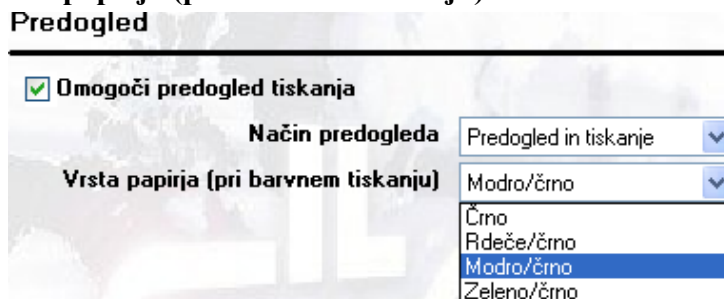 Predogled
Omogoči predogled tiskanja
Način predogleda Predogled in tiskanje
Vrsta papirja (pri barvnem tiskanju) Modro/črno
Črno
Rdeče/črno
Modro/črno
Zeleno/črno